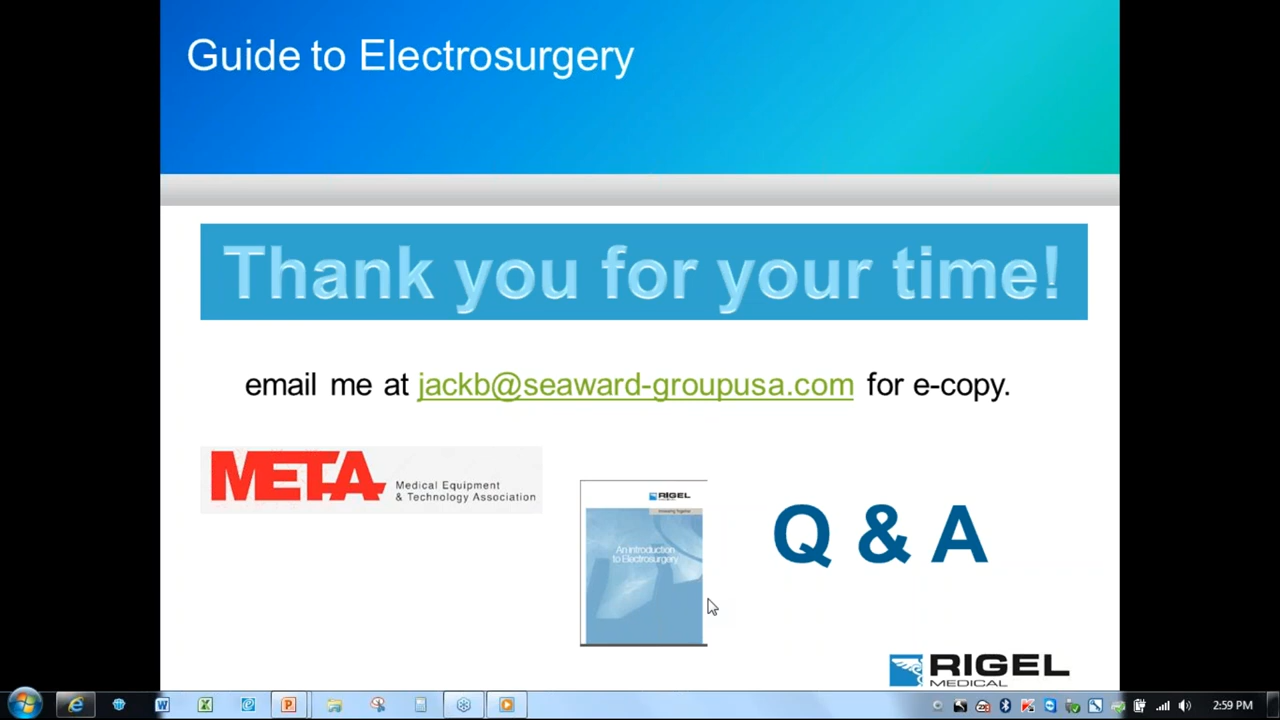 Guide to Electrosurgery
Thank you for your time!
email me at jackb@seaward-groupusa.com for e-copy.
META Medical Equipment
& Technology Association
RIGEL
An introduction
to Electrosurgery
Q & A
RIGEL
MEDICAL
2:59 PM